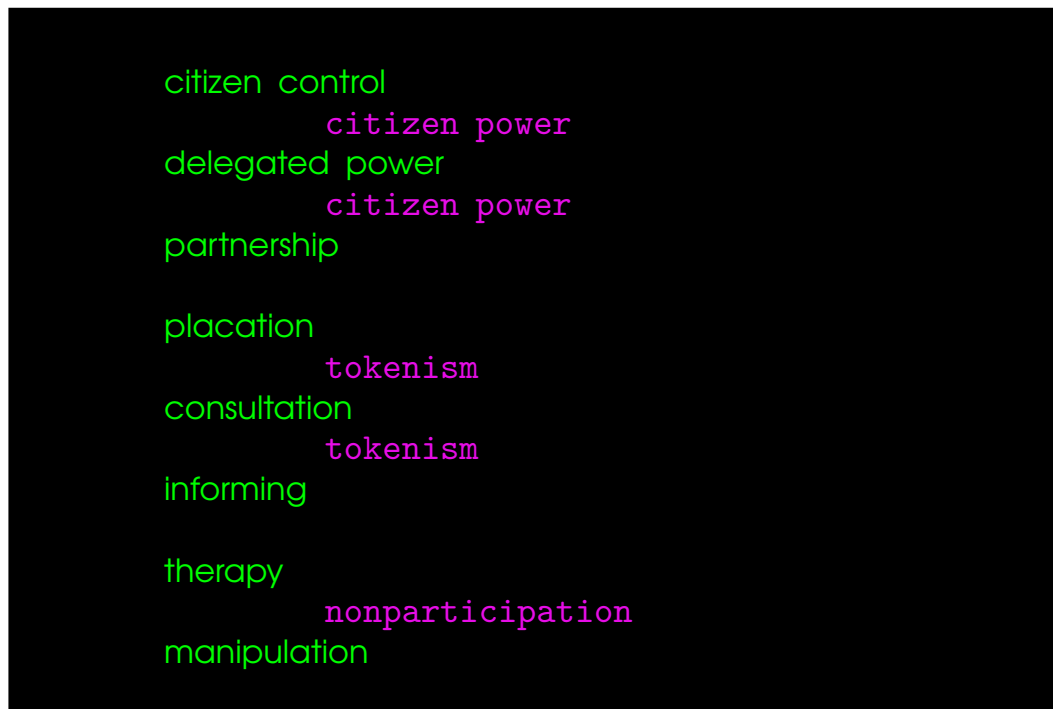 citizen control
citizen power
delegated power
citizen power
partnership
placation
tokenism
consultation
tokenism
informing
therapy
nonparticipation
manipulation